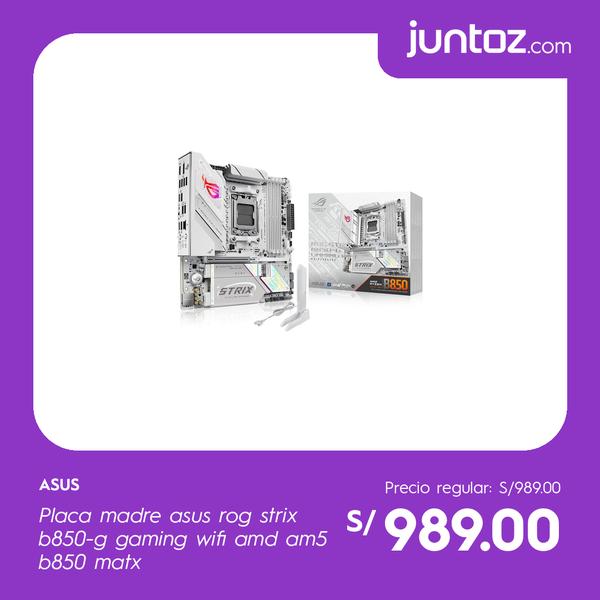 juntoz.com
STRIX
STRIX
B850
ASUS
Precio regular: S/989.00
Placa madre asus rog strix
b850-g gaming wifi amd am5
b850 matx
S/ 989.00